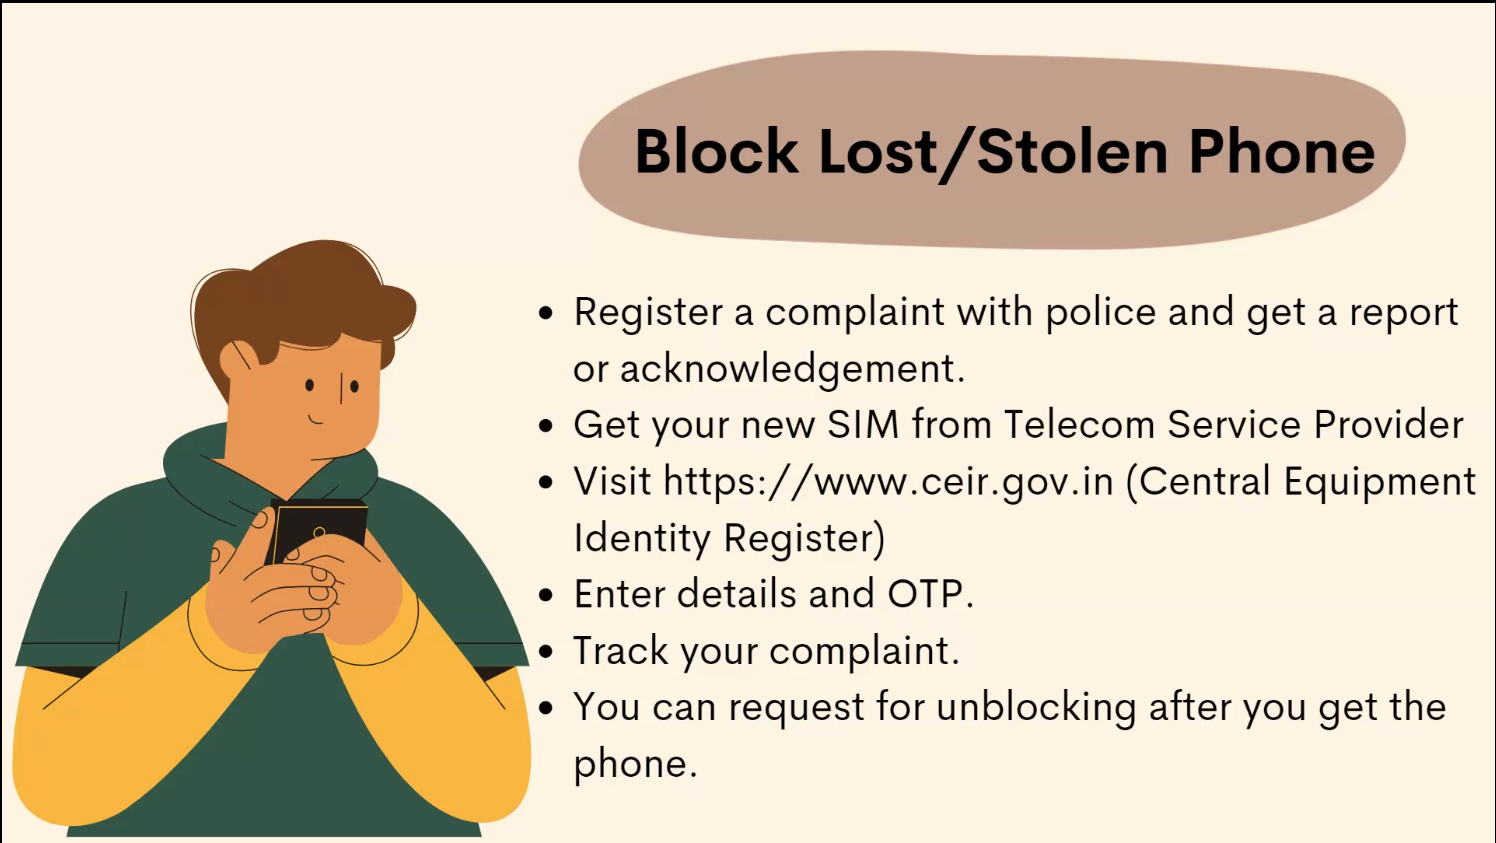 Block Lost/Stolen Phone
• Register a complaint with police and get a report
or acknowledgement.
• Get your new SIM from Telecom Service Provider
• Visit https://www.ceir.gov.in (Central Equipment
Identity Register)
• Enter details and OTP.
• Track your complaint.
• You can request for unblocking after you get the
phone.